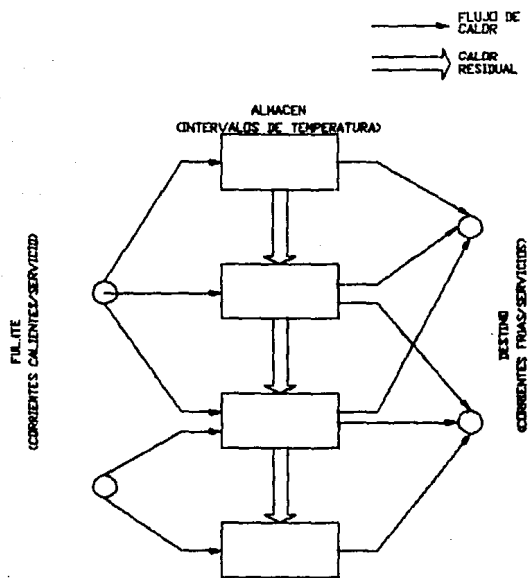 FLUJO DE
CALOR
CALOR
RESIDUAL
ALMACEN
(INTERVALOS DE TEMPERATURA)
FUENTE
(CORRIENTES CALIENTES/SERVICIO)
DESTINO
(CORRIENTES FRIAS/SERVICIOS)